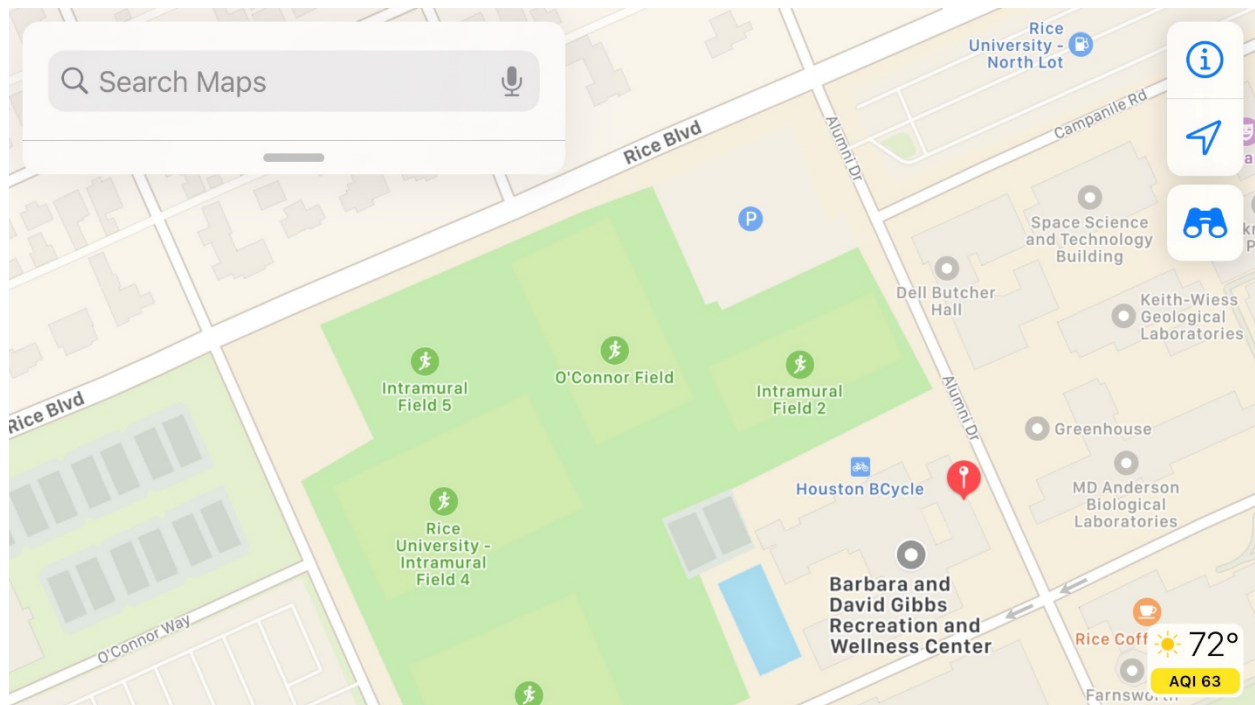 Search Maps
Rice
University -
North Lot
Rice Blvd
Alumni Dr
Campanile Rd
P
Space Science
and Technology
Building
Dell Butcher
Hall
Keith-Wiess
Geological
Laboratories
O'Connor Field
Intramural
Field 5
Intramural
Field 2
Rice Blvd
Alumni Dr
Greenhouse
Houston BCycle
MD Anderson
Biological
Laboratories
Rice
University -
Intramural
Field 4
Barbara and
David Gibbs
Recreation and
Wellness Center
O'Connor Way
Rice Coff
72°
AQI 63